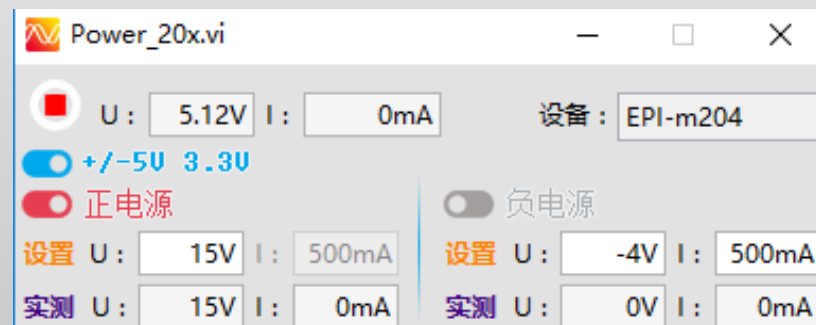 Power_20x.vi
U： 5.12V I： 0mA 设备： EPI-m204
+/-5V 3.3V
正电源 负电源
设置 U： 15V I： 500mA 设置 U： -4V I： 500mA
实测 U： 15V I： 0mA 实测 U： 0V I： 0mA